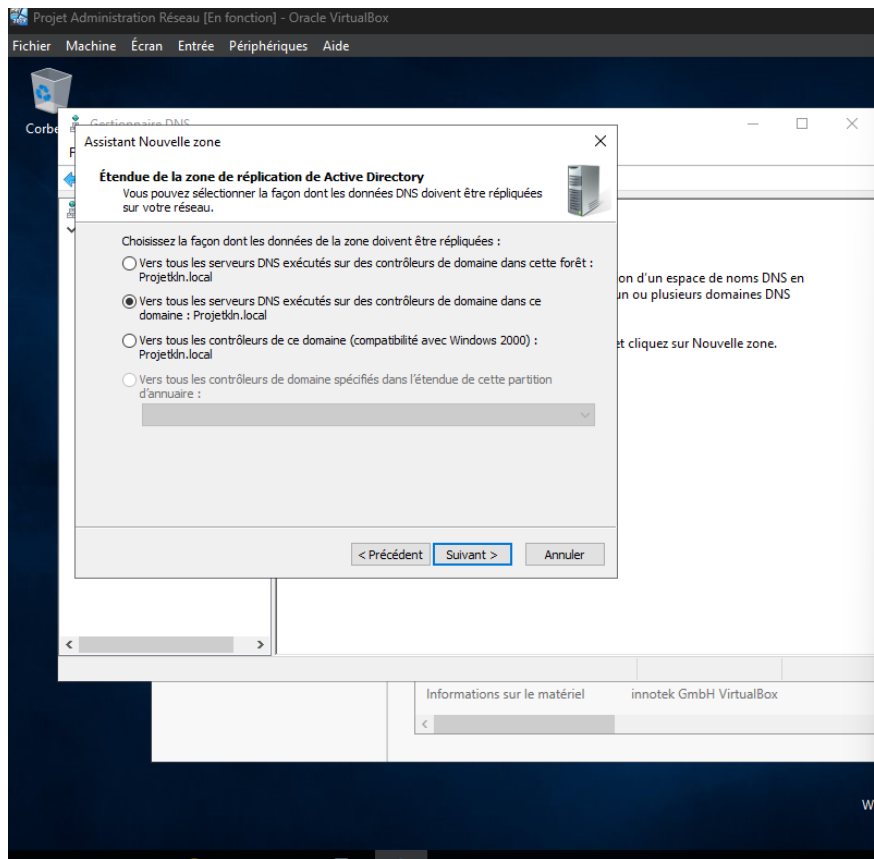 Projet Administration Réseau [En fonction] - Oracle VirtualBox
Fichier Machine Écran Entrée Périphériques Aide
Corbe
Gestionnaire DNS
F
Assistant Nouvelle zone
Étendue de la zone de réplication de Active Directory
Vous pouvez sélectionner la façon dont les données DNS doivent être répliquées
sur votre réseau.
Choisissez la façon dont les données de la zone doivent être répliquées :
Vers tous les serveurs DNS exécutés sur des contrôleurs de domaine dans cette forêt :
Projetkln.local
Vers tous les serveurs DNS exécutés sur des contrôleurs de domaine dans ce
domaine : Projetkln.local
Vers tous les contrôleurs de ce domaine (compatibilité avec Windows 2000) :
Projetkln.local
Vers tous les contrôleurs de domaine spécifiés dans l'étendue de cette partition
d'annuaire :
< Précédent Suivant > Annuler
on d'un espace de noms DNS en
un ou plusieurs domaines DNS
et cliquez sur Nouvelle zone.
Informations sur le matériel innotek GmbH VirtualBox
W